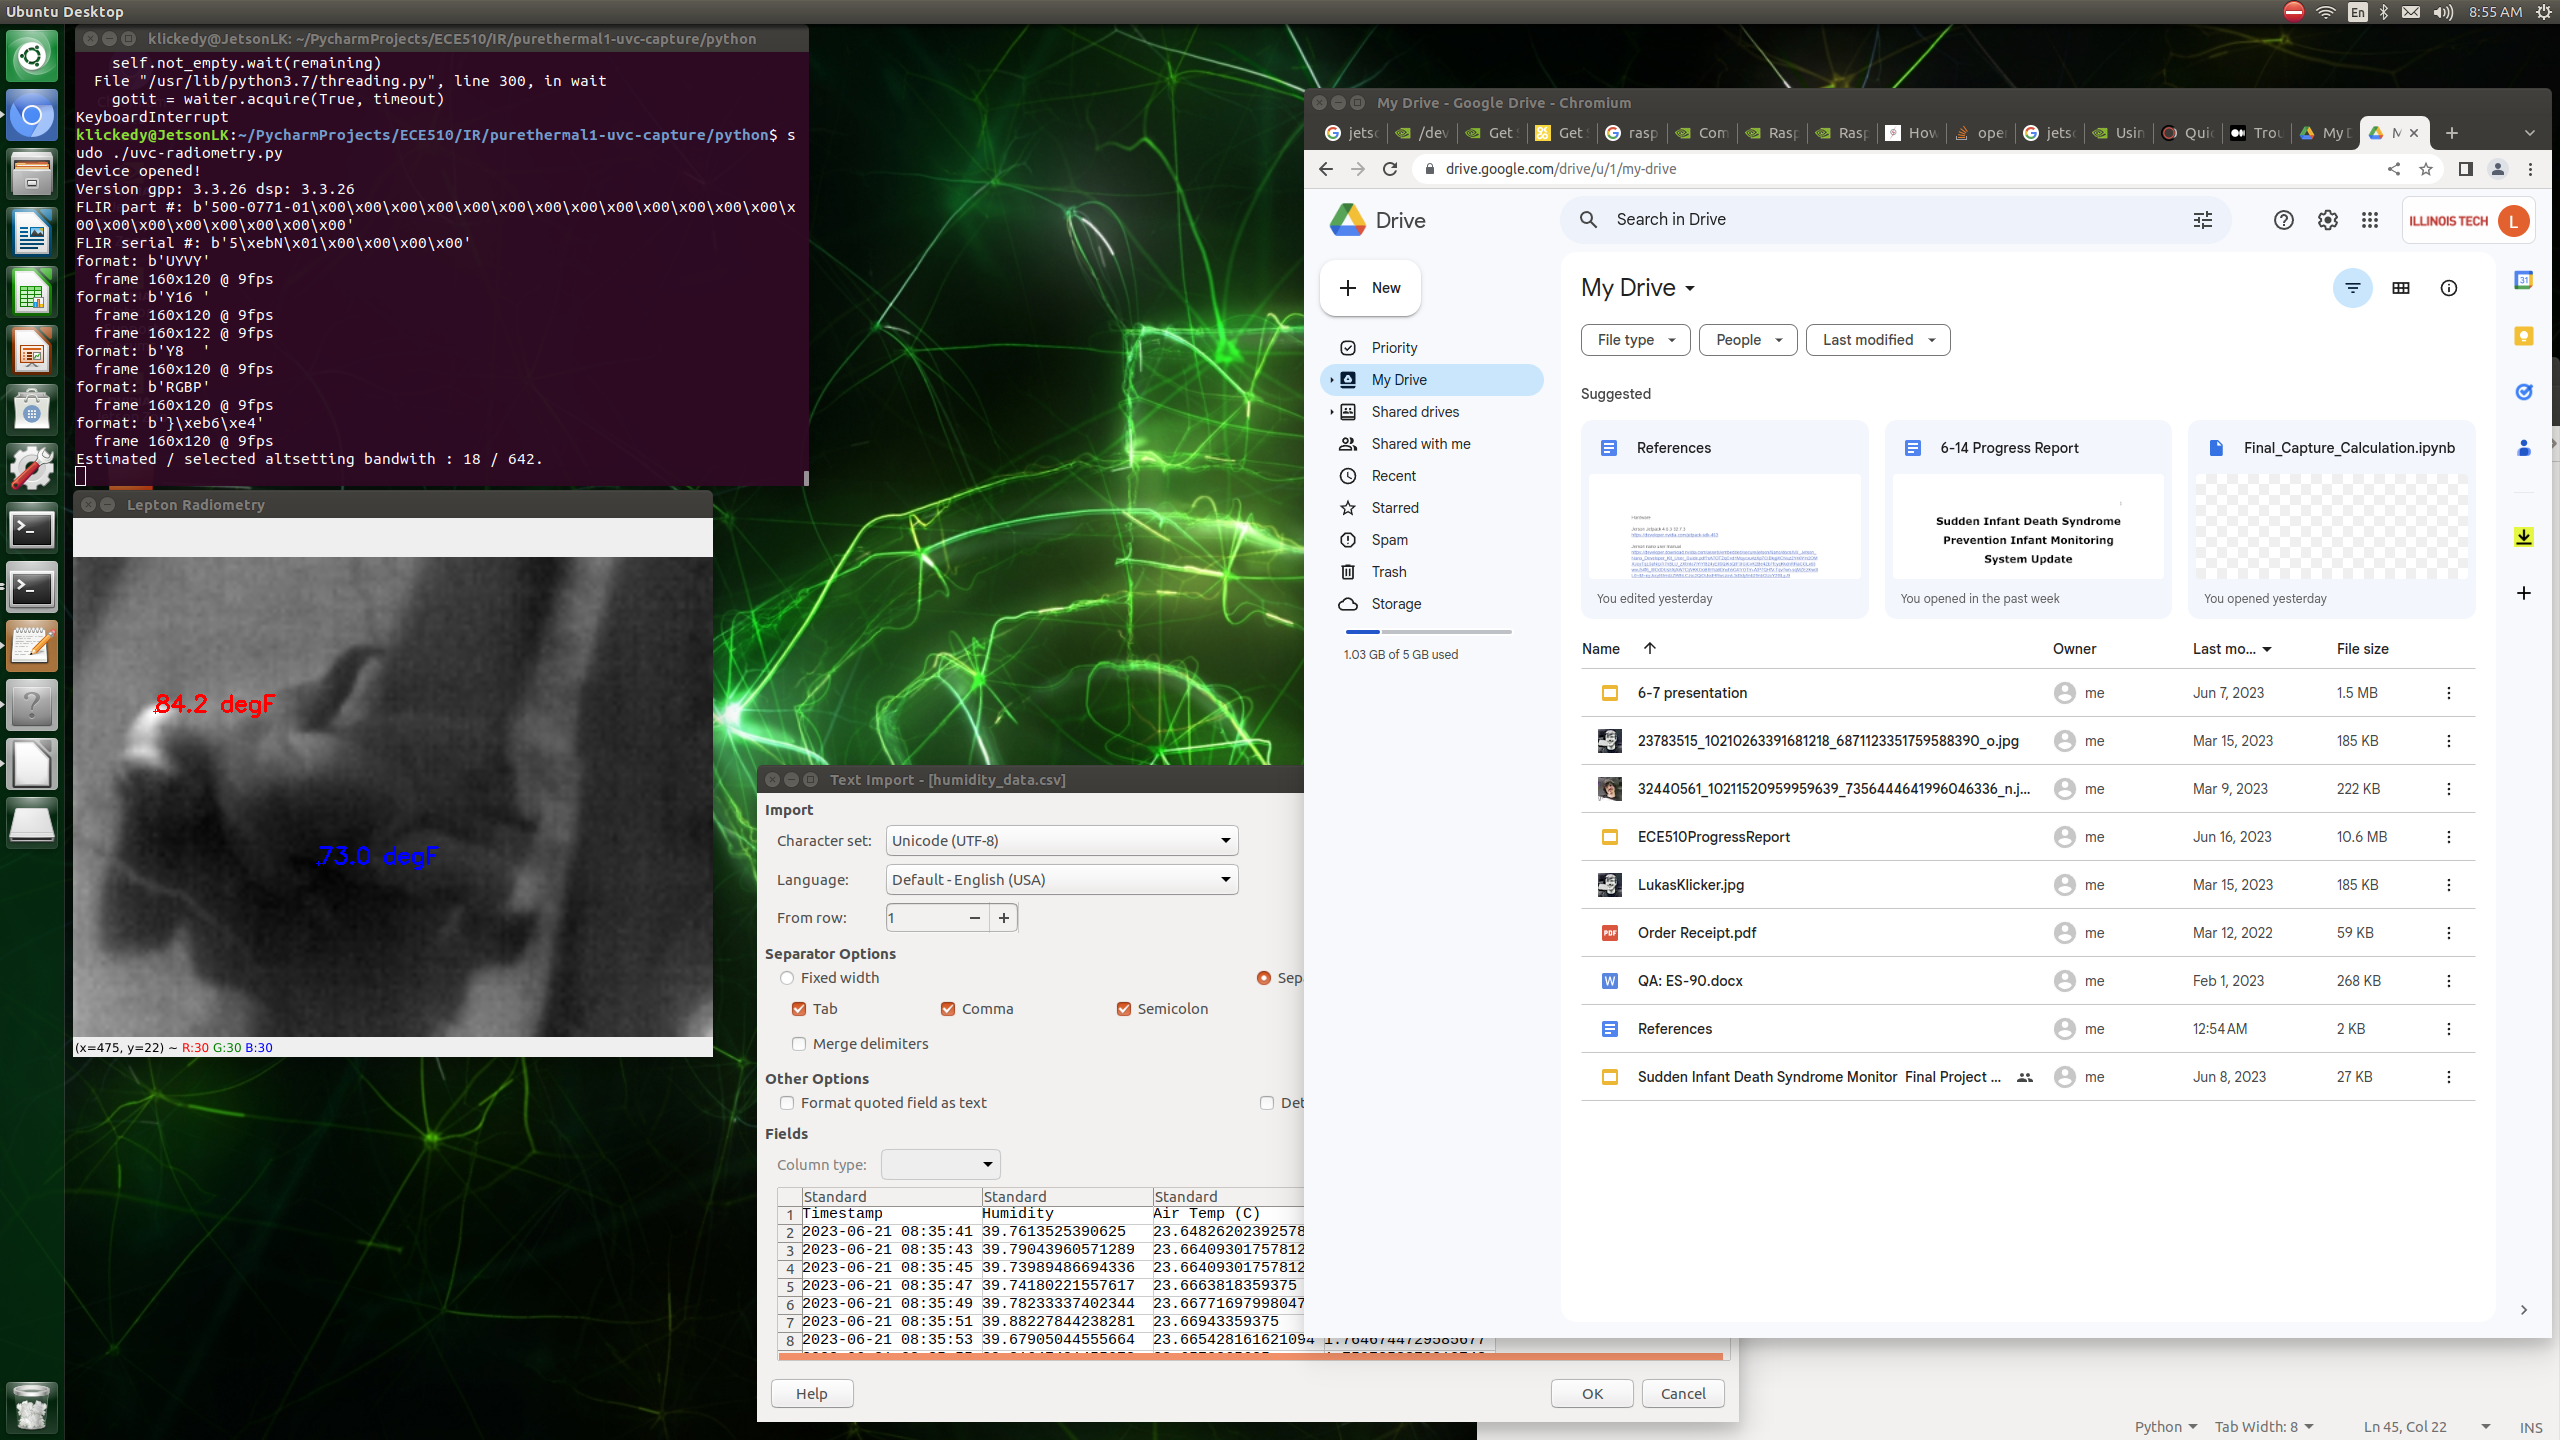 Ubuntu Desktop
En
8:55 AM
klickedy@JetsonLK: ~/PycharmProjects/ECE510/IR/purethermal1-uvc-capture/python
self.not_empty.wait(remaining)
File "/usr/lib/python3.7/threading.py", line 300, in wait
gotit = waiter.acquire(True, timeout)
KeyboardInterrupt
klickedy@JetsonLK:~/PycharmProjects/ECE510/IR/purethermal1-uvc-capture/python$ s
udo ./uvc-radiometry.py
device opened!
Version gpp: 3.3.26 dsp: 3.3.26
FLIR part #: b'500-0771-01\x00\x00\x00\x00\x00\x00\x00\x00\x00\x00\x00\x00\x00\x
00\x00\x00\x00\x00\x00\x00\x00'
FLIR serial #: b'5\xebN\x01\x00\x00\x00\x00'
format: b'UYVY'
frame 160x120 @ 9fps
format: b'Y16 '
frame 160x120 @ 9fps
frame 160x122 @ 9fps
format: b'Y8  '
frame 160x120 @ 9fps
format: b'RGBP'
frame 160x120 @ 9fps
format: b'}\xeb6\xe4'
frame 160x120 @ 9fps
Estimated / selected altsetting bandwith : 18 / 642.
Lepton Radiometry
84.2 degF
73.0 degF
(x=475, y=22) ~ R:30 G:30 B:30
Text Import - [humidity_data.csv]
Import
Character set: Unicode (UTF-8)
Language: Default - English (USA)
From row: 1
Separator Options
Fixed width
Sep
Tab
Comma
Semicolon
Merge delimiters
Other Options
Format quoted field as text
Det
Fields
Column type:
Standard Standard Standard
1 Timestamp Humidity Air Temp (C)
2 2023-06-21 08:35:41 39.7613525390625 23.64826202392578
3 2023-06-21 08:35:43 39.79043960571289 23.66409301757812
4 2023-06-21 08:35:45 39.73989486694336 23.66409301757812
5 2023-06-21 08:35:47 39.74180221557617 23.6663818359375
6 2023-06-21 08:35:49 39.78233337402344 23.66771697998047
7 2023-06-21 08:35:51 39.88227844238281 23.66943359375
8 2023-06-21 08:35:53 39.67905044555664 23.665428161621094 1.7646744729585677
Help
OK
Cancel
My Drive - Google Drive - Chromium
jets
/dev
Get
Get
rasp
Com
Rasp
Rasp
How
ope
jets
Usin
Quic
Trou
My D
M
drive.google.com/drive/u/1/my-drive
Drive
Search in Drive
ILLINOIS TECH
L
New
Priority
My Drive
Shared drives
Shared with me
Recent
Starred
Spam
Trash
Storage
1.03 GB of 5 GB used
My Drive
File type
People
Last modified
Suggested
References
You edited yesterday
6-14 Progress Report
Sudden Infant Death Syndrome
Prevention Infant Monitoring
System Update
You opened in the past week
Final_Capture_Calculation.ipynb
You opened yesterday
31
Name Owner Last mo... File size
6-7 presentation me Jun 7, 2023 1.5 MB
23783515_10210263391681218_6871123351759588390_o.jpg me Mar 15, 2023 185 KB
32440561_10211520959959639_7356444641996046336_n.j... me Mar 9, 2023 222 KB
ECE510ProgressReport me Jun 16, 2023 10.6 MB
LukasKlicker.jpg me Mar 15, 2023 185 KB
PDF Order Receipt.pdf me Mar 12, 2022 59 KB
W QA: ES-90.docx me Feb 1, 2023 268 KB
References me 12:54 AM 2 KB
Sudden Infant Death Syndrome Monitor Final Project ... me Jun 8, 2023 27 KB
Python
Tab Width: 8
Ln 45, Col 22
INS